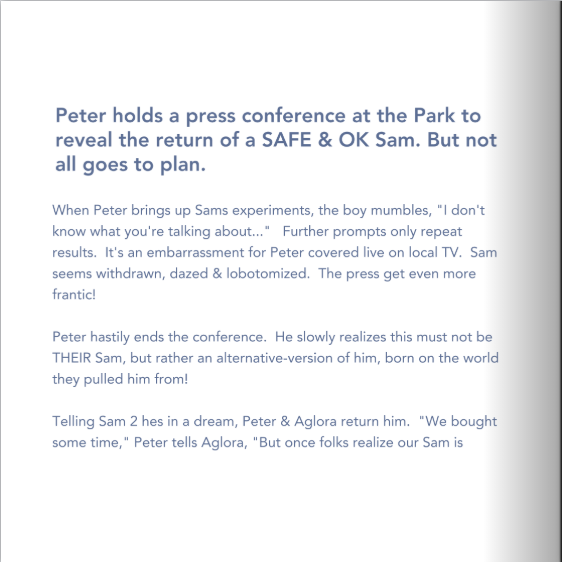 Peter holds a press conference at the Park to
reveal the return of a SAFE & OK Sam. But not
all goes to plan.
When Peter brings up Sams experiments, the boy mumbles, "I don't
know what you're talking about..."   Further prompts only repeat
results.  It's an embarrassment for Peter covered live on local TV.  Sam
seems withdrawn, dazed & lobotomized.  The press get even more
frantic!
Peter hastily ends the conference.  He slowly realizes this must not be
THEIR Sam, but rather an alternative-version of him, born on the world
they pulled him from!
Telling Sam 2 hes in a dream, Peter & Aglora return him.  "We bought
some time," Peter tells Aglora, "But once folks realize our Sam is